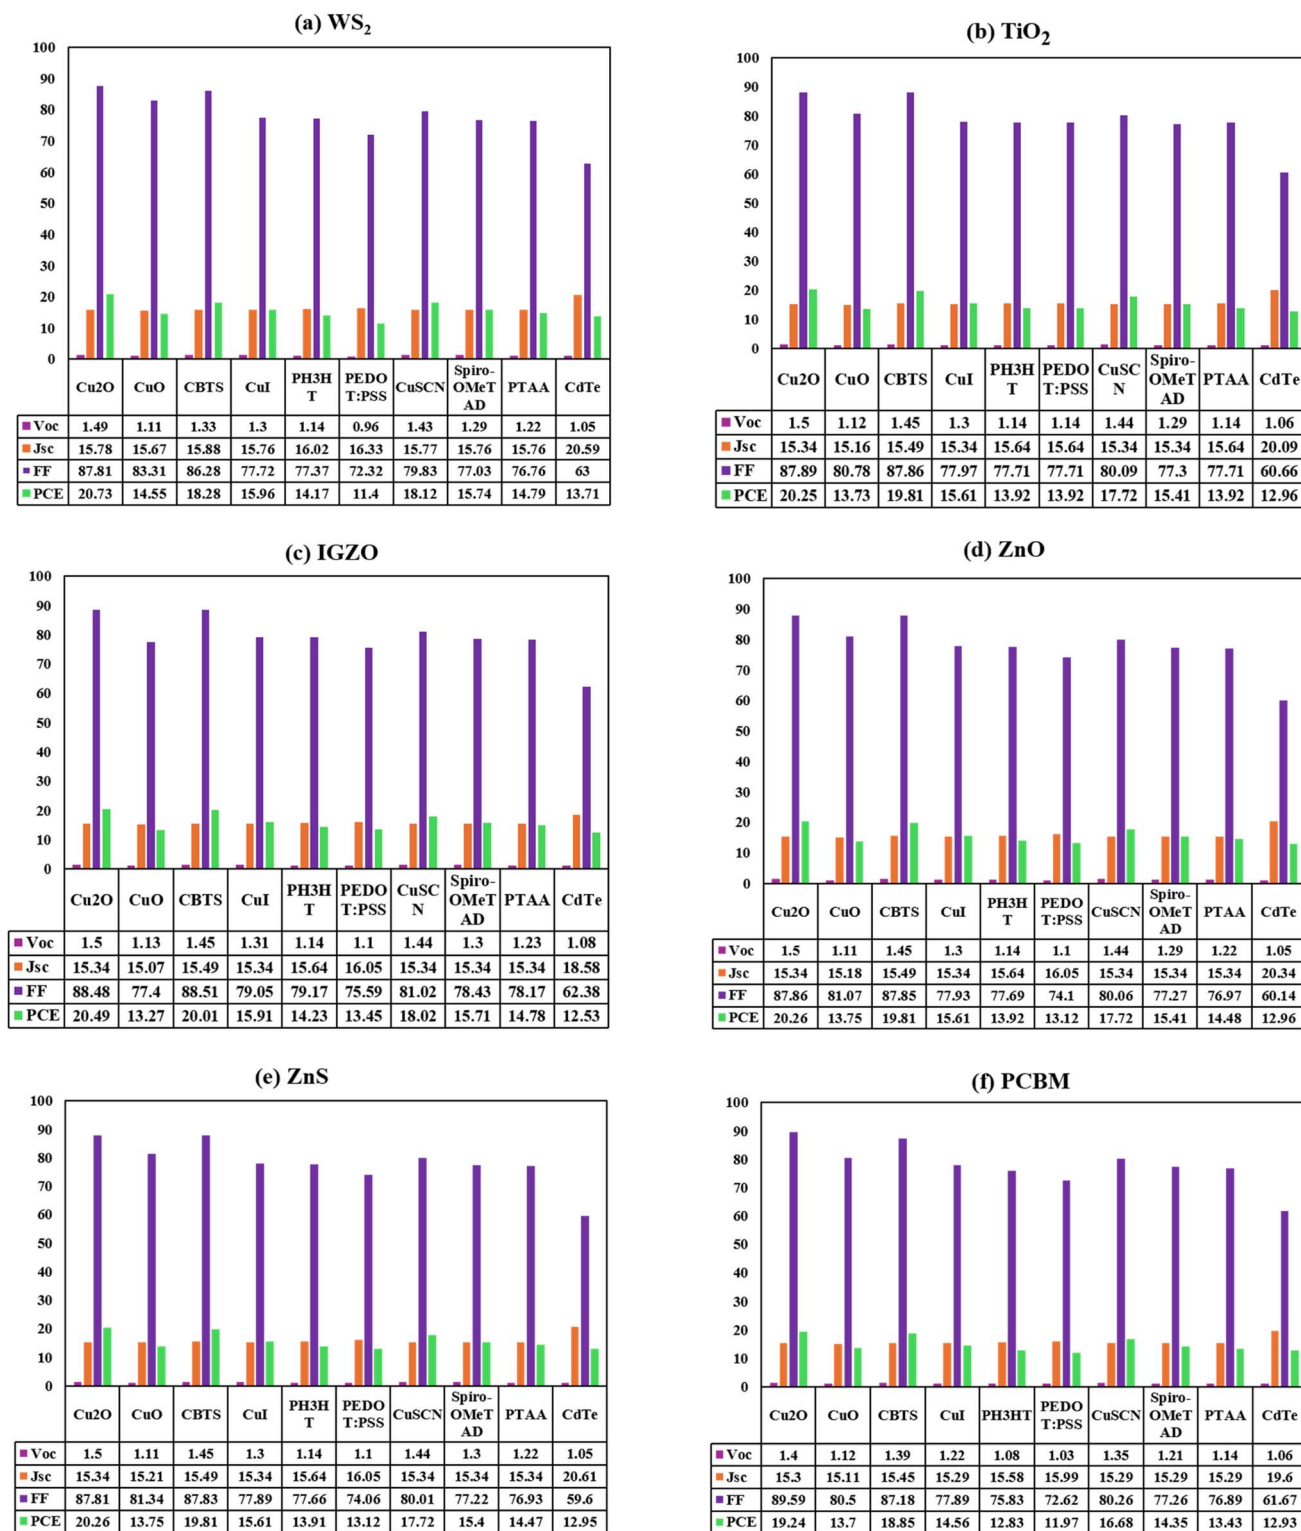 (a) WS2
100
90
80
70
60
50
40
30
20
10
0
Cu2O CuO CBTS CuI PH3H T PEDO T:PSS CuSCN Spiro- OMeT AD PTAA CdTe
Voc 1.49 1.11 1.33 1.3 1.14 0.96 1.43 1.29 1.22 1.05
Jsc 15.78 15.67 15.88 15.76 16.02 16.33 15.77 15.76 15.76 20.59
FF 87.81 83.31 86.28 77.72 77.37 72.32 79.83 77.03 76.76 63
PCE 20.73 14.55 18.28 15.96 14.17 11.4 18.12 15.74 14.79 13.71
(b) TiO2
100
90
80
70
60
50
40
30
20
10
0
Cu2O CuO CBTS CuI PH3H T PEDO T:PSS CuSC N Spiro- OMeT AD PTAA CdTe
Voc 1.5 1.12 1.45 1.3 1.14 1.14 1.44 1.29 1.14 1.06
Jsc 15.34 15.16 15.49 15.34 15.64 15.64 15.34 15.34 15.64 20.09
FF 87.89 80.78 87.86 77.97 77.71 77.71 80.09 77.3 77.71 60.66
PCE 20.25 13.73 19.81 15.61 13.92 13.92 17.72 15.41 13.92 12.96
(c) IGZO
100
90
80
70
60
50
40
30
20
10
0
Cu2O CuO CBTS CuI PH3H T PEDO T:PSS CuSC N Spiro- OMeT AD PTAA CdTe
Voc 1.5 1.13 1.45 1.31 1.14 1.1 1.44 1.3 1.23 1.08
Jsc 15.34 15.07 15.49 15.34 15.64 16.05 15.34 15.34 15.34 18.58
FF 88.48 77.4 88.51 79.05 79.17 75.59 81.02 78.43 78.17 62.38
PCE 20.49 13.27 20.01 15.91 14.23 13.45 18.02 15.71 14.78 12.53
(d) ZnO
100
90
80
70
60
50
40
30
20
10
0
Cu2O CuO CBTS CuI PH3H T PEDO T:PSS CuSCN Spiro- OMeT AD PTAA CdTe
Voc 1.5 1.11 1.45 1.3 1.14 1.1 1.44 1.29 1.22 1.05
Jsc 15.34 15.18 15.49 15.34 15.64 16.05 15.34 15.34 15.34 20.34
FF 87.86 81.07 87.85 77.93 77.69 74.1 80.06 77.27 76.97 60.14
PCE 20.26 13.75 19.81 15.61 13.92 13.12 17.72 15.41 14.48 12.96
(e) ZnS
100
90
80
70
60
50
40
30
20
10
0
Cu2O CuO CBTS CuI PH3H T PEDO T:PSS CuSCN Spiro- OMeT AD PTAA CdTe
Voc 1.5 1.11 1.45 1.3 1.14 1.1 1.44 1.3 1.22 1.05
Jsc 15.34 15.21 15.49 15.34 15.64 16.05 15.34 15.34 15.34 20.61
FF 87.81 81.34 87.83 77.89 77.66 74.06 80.01 77.22 76.93 59.6
PCE 20.26 13.75 19.81 15.61 13.91 13.12 17.72 15.4 14.47 12.95
(f) PCBM
100
90
80
70
60
50
40
30
20
10
0
Cu2O CuO CBTS CuI PH3HT PEDO T:PSS CuSCN Spiro- OMeT AD PTAA CdTe
Voc 1.4 1.12 1.39 1.22 1.08 1.03 1.35 1.21 1.14 1.06
Jsc 15.3 15.11 15.45 15.29 15.58 15.99 15.29 15.29 15.29 19.6
FF 89.59 80.5 87.18 77.89 75.83 72.62 80.26 77.26 76.89 61.67
PCE 19.24 13.7 18.85 14.56 12.83 11.97 16.68 14.35 13.43 12.93